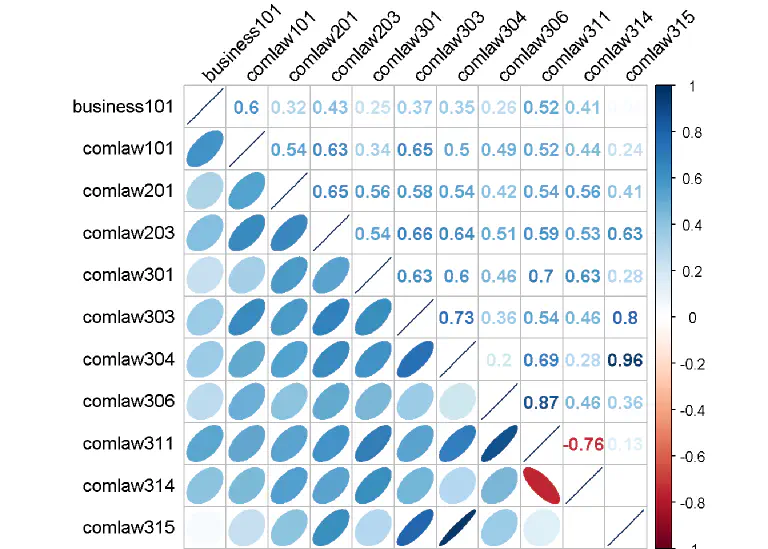 business101 comlaw101 comlaw201 comlaw203 comlaw301 comlaw303 comlaw304 comlaw306 comlaw311 comlaw314 comlaw315
business101 0.6 0.32 0.43 0.25 0.37 0.35 0.26 0.52 0.41
comlaw101 0.54 0.63 0.34 0.65 0.5 0.49 0.52 0.44 0.24
comlaw201 0.65 0.56 0.58 0.54 0.42 0.54 0.56 0.41
comlaw203 0.54 0.66 0.64 0.51 0.59 0.53 0.63
comlaw301 0.63 0.6 0.46 0.7 0.63 0.28
comlaw303 0.73 0.36 0.54 0.46 0.8
comlaw304 0.2 0.69 0.28 0.96
comlaw306 0.87 0.46 0.36
comlaw311 -0.76 0.13
comlaw314
comlaw315
1
0.8
0.6
0.4
0.2
0
-0.2
-0.4
-0.6
-0.8
-1